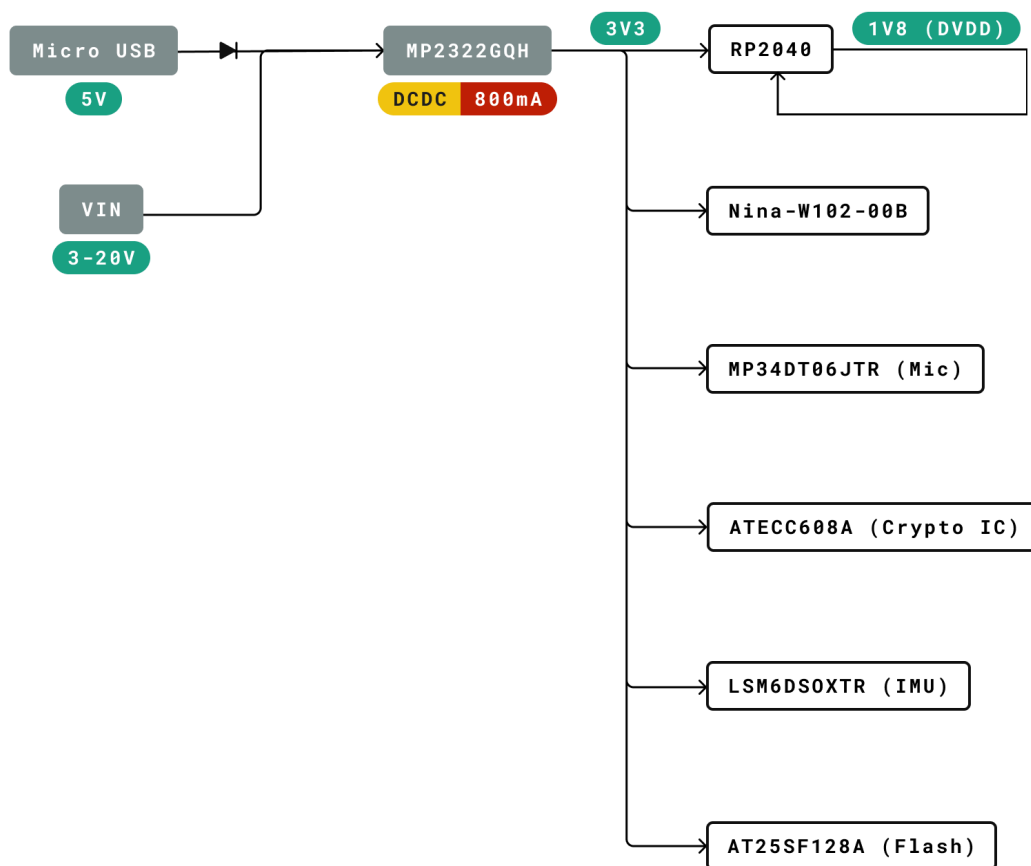 3V3
1V8 (DVDD)
Micro USB
MP2322GQH
RP2040
5V
DCDC 800mA
VIN
Nina-W102-00B
3-20V
MP34DT06JTR (Mic)
ATECC608A (Crypto IC)
LSM6DSOXTR (IMU)
AT25SF128A (Flash)